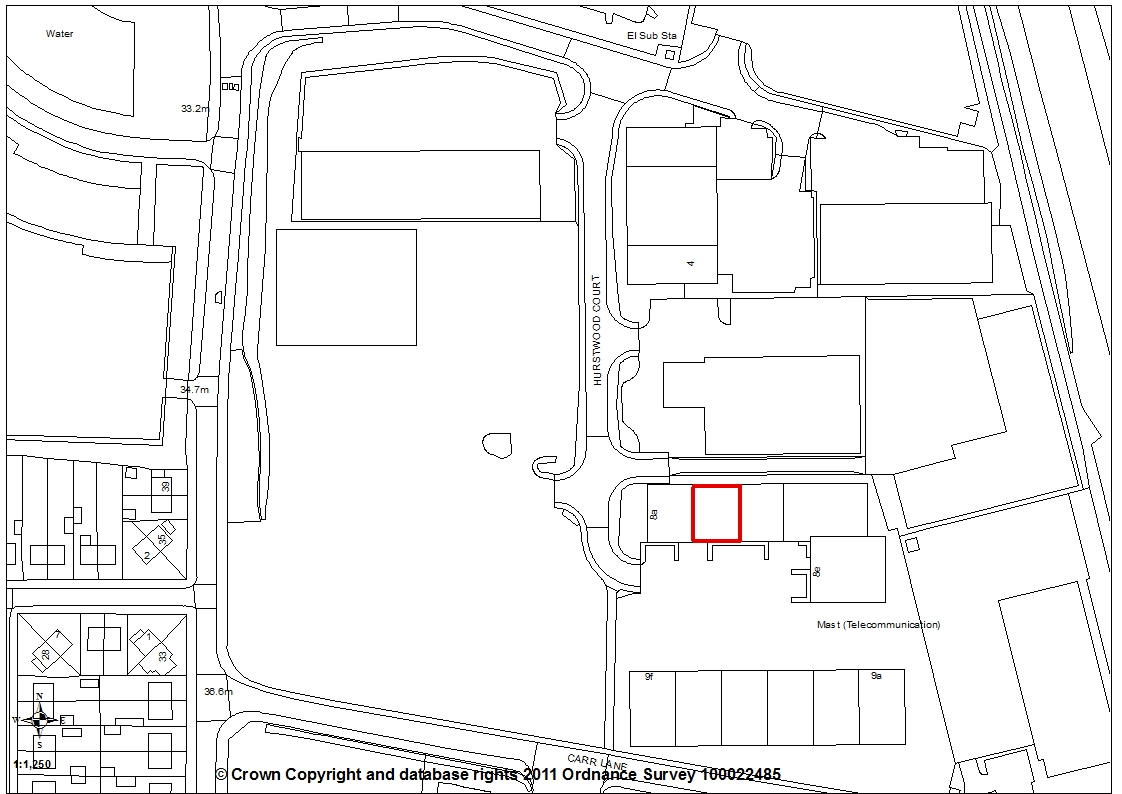 Water
El Sub Sta
33.2m
4
HURSTWOOD COURT
34.7m
39
8a
35
2
8e
Mast (Telecommunication)
7
1
28
33
9f
9a
36.6m
N
W
E
S
CARR LANE
1:1,250
© Crown Copyright and database rights 2011 Ordnance Survey 100022485